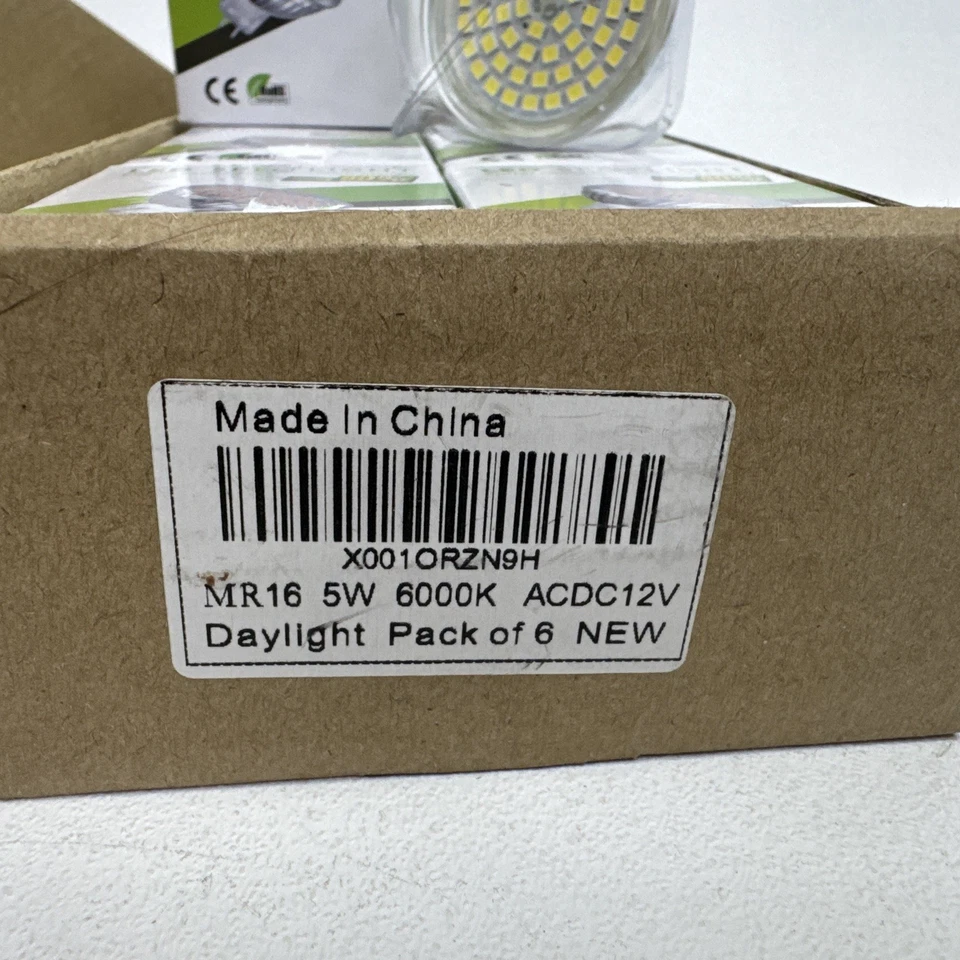 CE
Made In China
X001ORZN9H
MR16 5W 6000K ACDC12V
Daylight Pack of 6 NEW